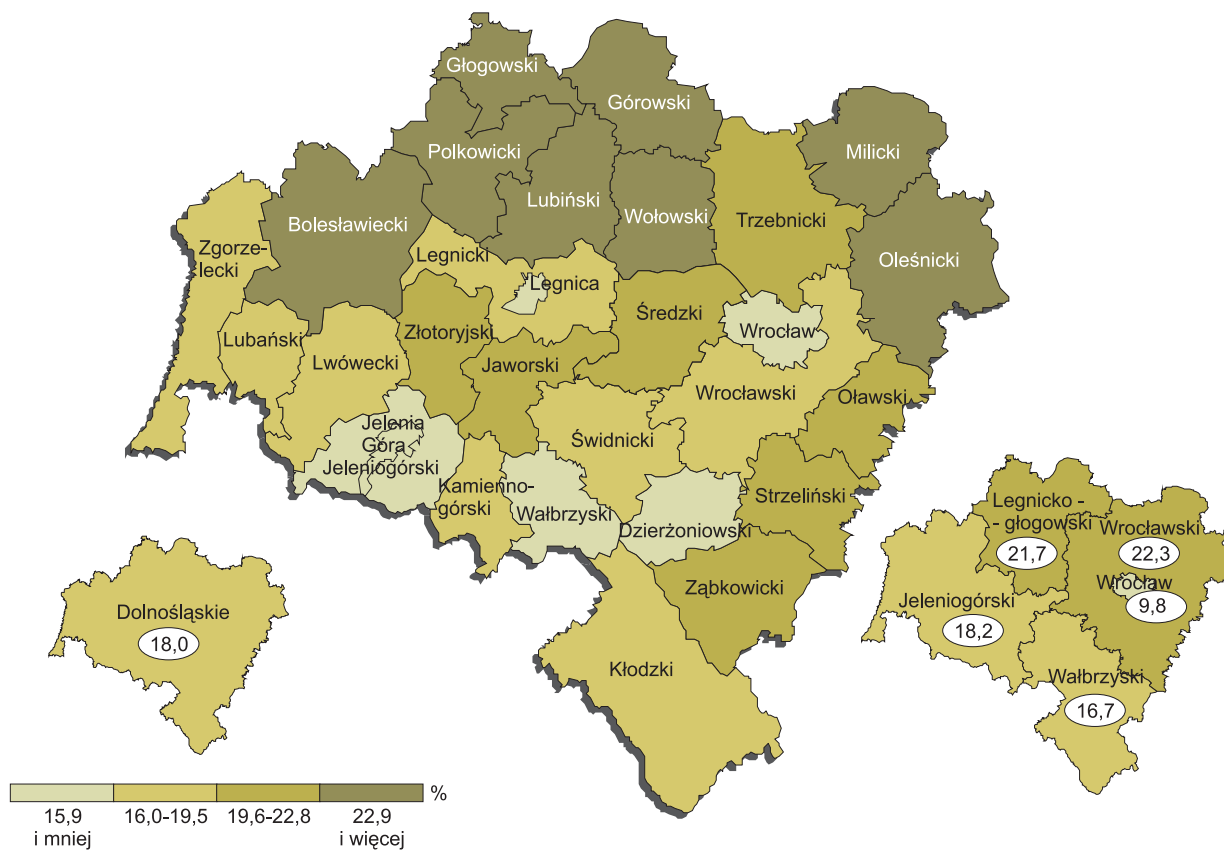 Głogowski
Górowski
Milicki
Polkowicki
Lubiński
Wołowski
Trzebnicki
Bolesławiecki
Oleśnicki
Zgorze-
lecki
Legnicki
Legnica
Średzki
Wrocław
Złotoryjski
Lubański
Lwówecki
Jaworski
Wrocławski
Oławski
Jelenia
Góra
Jeleniogórski
Świdnicki
Kamienno-
górski
Wałbrzyski
Dzierżoniowski
Strzeliński
Ząbkowicki
Kłodzki
Dolnośląskie
18,0
Legnicko -
- głogowski
21,7
Wrocławski
22,3
Wrocław
9,8
Jeleniogórski
18,2
Wałbrzyski
16,7
%
15,9
i mniej
16,0-19,5
19,6-22,8
22,9
i więcej